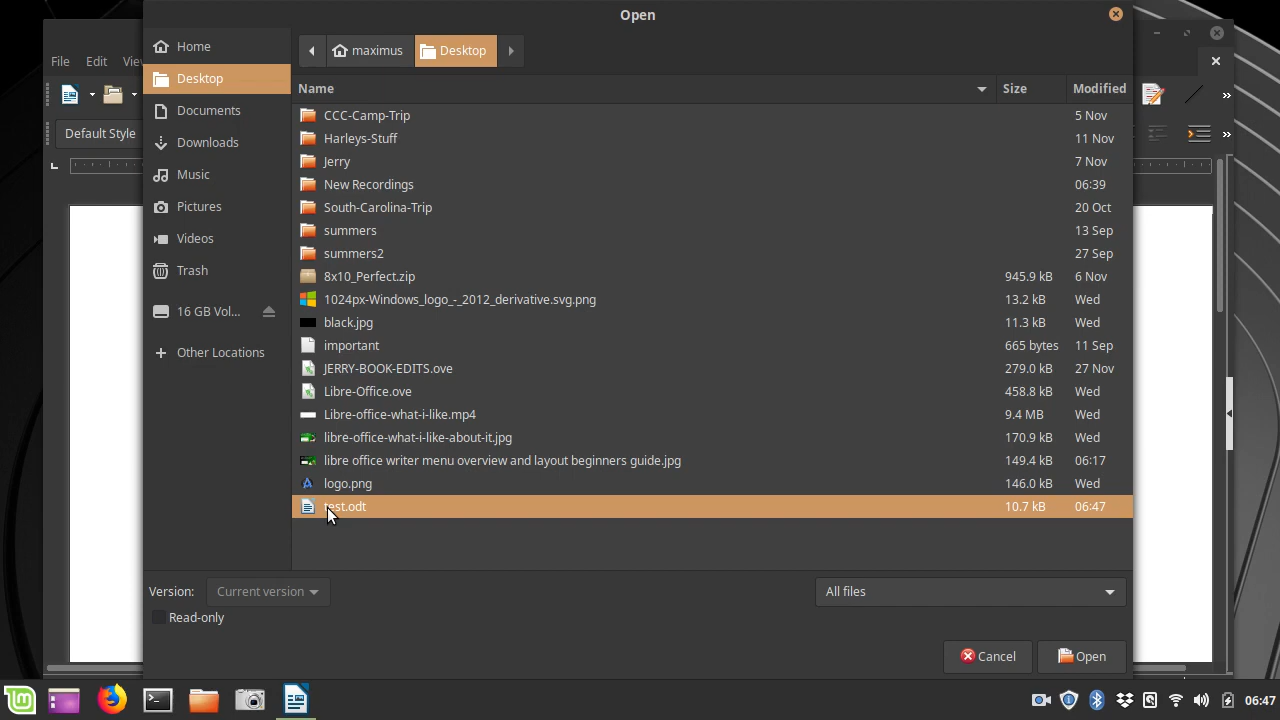 Open
File Edit
Default Style
Home
Desktop
Documents
Downloads
Music
Pictures
Videos
Trash
16 GB Vol...
Other Locations
maximus Desktop
Name Size Modified
CCC-Camp-Trip 5 Nov
Harleys-Stuff 11 Nov
Jerry 7 Nov
New Recordings 06:39
South-Carolina-Trip 20 Oct
summers 13 Sep
summers2 27 Sep
8x10_Perfect.zip 945.9 kB 6 Nov
1024px-Windows_logo_-_2012_derivative.svg.png 13.2 kB Wed
black.jpg 11.3 kB Wed
important 665 bytes 11 Sep
JERRY-BOOK-EDITS.ove 279.0 kB 27 Nov
Libre-Office.ove 458.8 kB Wed
Libre-office-what-i-like.mp4 9.4 MB Wed
libre-office-what-i-like-about-it.jpg 170.9 kB Wed
libre office writer menu overview and layout beginners guide.jpg 149.4 kB 06:17
logo.png 146.0 kB Wed
test.odt 10.7 kB 06:47
Version: Current version All files
Read-only
Cancel Open
06:47